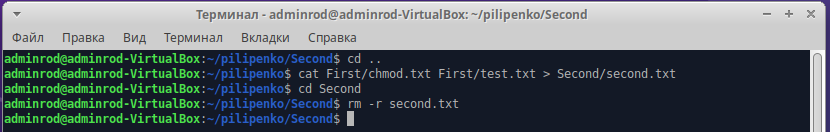 Терминал - adminrod@adminrod-VirtualBox: ~/pilipenko/Second
Файл Правка Вид Терминал Вкладки Справка
adminrod@adminrod-VirtualBox:~/pilipenko/Second$ cd ..
adminrod@adminrod-VirtualBox:~/pilipenko$ cat First/chmod.txt First/test.txt > Second/second.txt
adminrod@adminrod-VirtualBox:~/pilipenko$ cd Second
adminrod@adminrod-VirtualBox:~/pilipenko/Second$ rm -r second.txt
adminrod@adminrod-VirtualBox:~/pilipenko/Second$